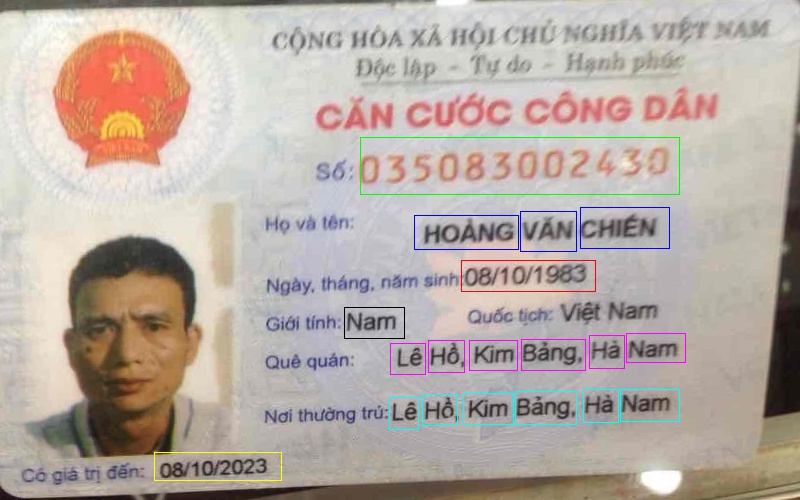 CỘNG HÒA XÃ HỘI CHỦ NGHĨA VIỆT NAM
Độc lập - Tự do - Hạnh phúc
CĂN CƯỚC CÔNG DÂN
Số: 035083002430
Họ và tên: HOÀNG VĂN CHIẾN
Ngày, tháng, năm sinh: 08/10/1983
Giới tính: Nam Quốc tịch: Việt Nam
Quê quán: Lê Hồ, Kim Bảng, Hà Nam
Nơi thường trú: Lê Hồ, Kim Bảng, Hà Nam
Có giá trị đến: 08/10/2023